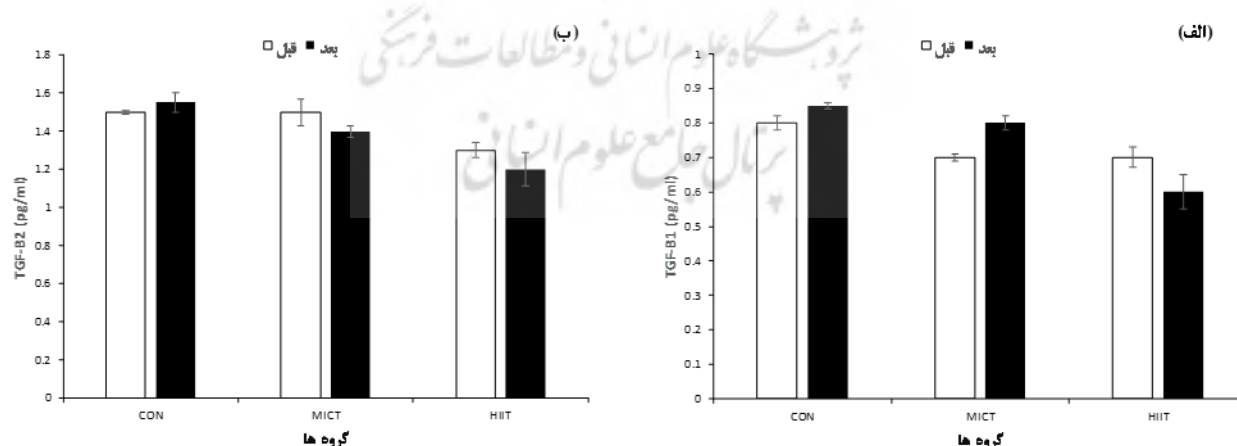 (الف)
قبل بعد
TGF-B1 (pg/ml)
1
0.9
0.8
0.7
0.6
0.5
0.4
0.3
0.2
0.1
0
CON MICT HIIT
گروه ها
(ب)
قبل بعد
TGF-B2 (pg/ml)
1.8
1.6
1.4
1.2
1
0.8
0.6
0.4
0.2
0
CON MICT HIIT
گروه ها
پژوهشگاه علوم انسانی و مطالعات فرهنگی
پرتال جامع علوم انسانی